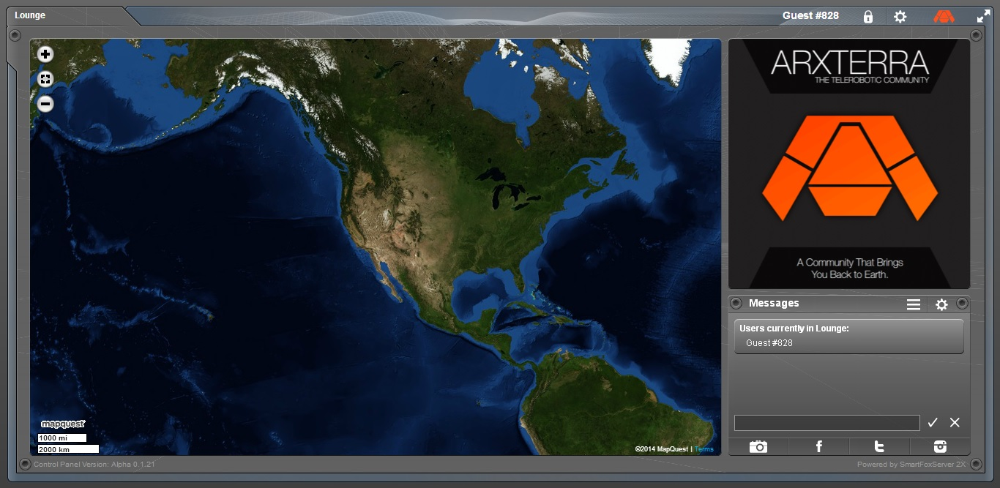 Lounge
Guest #828
ARXTERRA
THE TELEROBOTIC COMMUNITY
A Community That Brings
You Back to Earth.
Messages
Users currently in Lounge:
Guest #828
mapquest
1000 mi
2000 km
©2014 MapQuest | Terms
Control Panel Version: Alpha 0.1.21
Powered by SmartFoxServer 2X